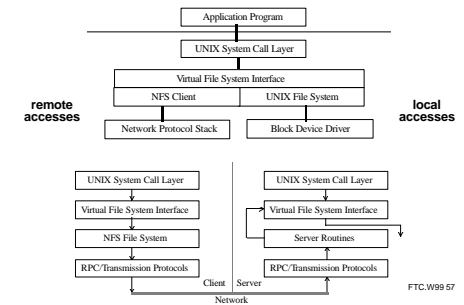 Application Program
UNIX System Call Layer
Virtual File System Interface
NFS Client UNIX File System
remote accesses
local accesses
Network Protocol Stack Block Device Driver
UNIX System Call Layer UNIX System Call Layer
Virtual File System Interface Virtual File System Interface
NFS File System Server Routines
RPC/Transmission Protocols RPC/Transmission Protocols
Client Server
Network
FTC.W99 57